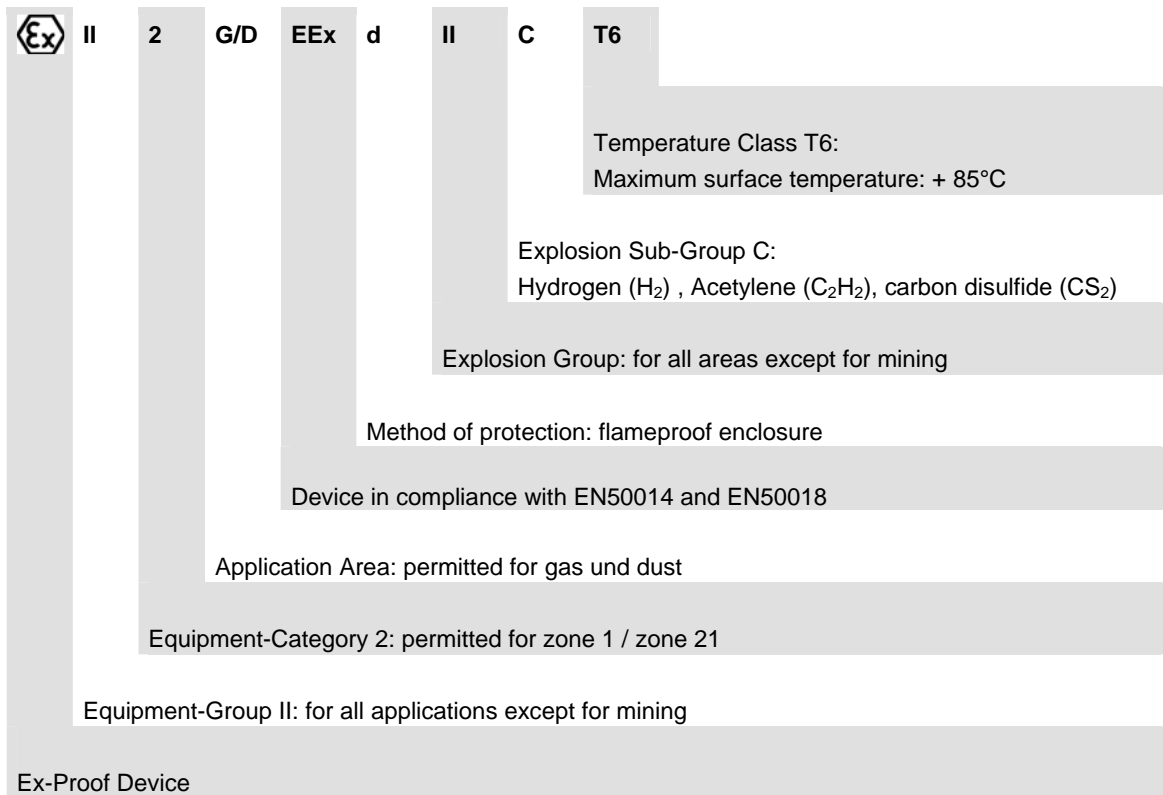 Ex II 2 G/D EEx d II C T6
Temperature Class T6:
Maximum surface temperature: + 85°C
Explosion Sub-Group C:
Hydrogen (H₂) , Acetylene (C₂H₂), carbon disulfide (CS₂)
Explosion Group: for all areas except for mining
Method of protection: flameproof enclosure
Device in compliance with EN50014 and EN50018
Application Area: permitted for gas und dust
Equipment-Category 2: permitted for zone 1 / zone 21
Equipment-Group II: for all applications except for mining
Ex-Proof Device